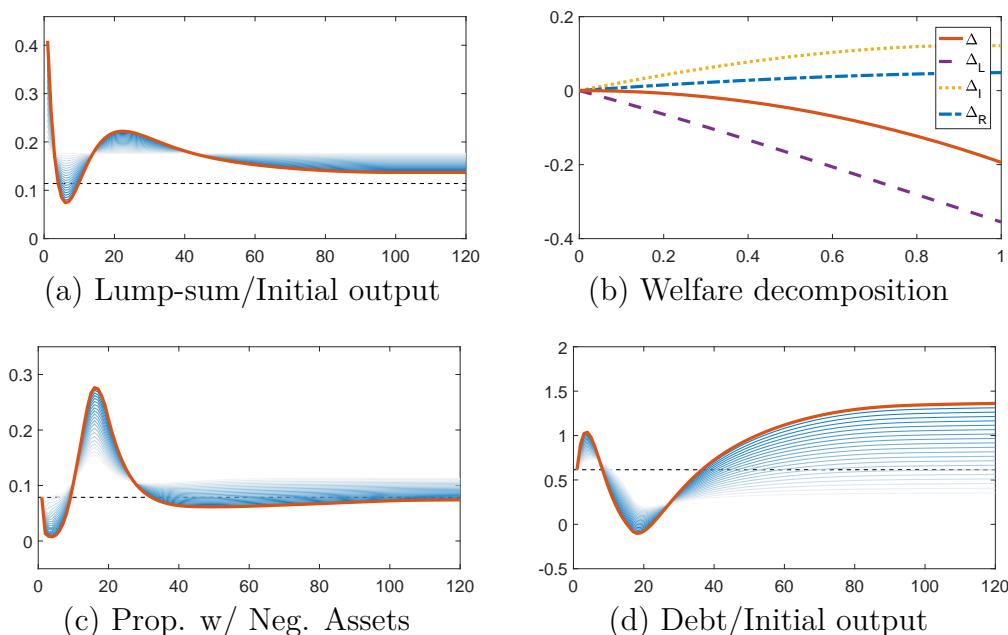 0.4
0.3
0.2
0.1
0
0 20 40 60 80 100 120
(a) Lump-sum/Initial output
0.2
0
-0.2
-0.4
0 0.2 0.4 0.6 0.8 1
Δ
Δ_L
Δ_I
Δ_R
(b) Welfare decomposition
0.3
0.2
0.1
0
0 20 40 60 80 100 120
(c) Prop. w/ Neg. Assets
2
1.5
1
0.5
0
-0.5
0 20 40 60 80 100 120
(d) Debt/Initial output